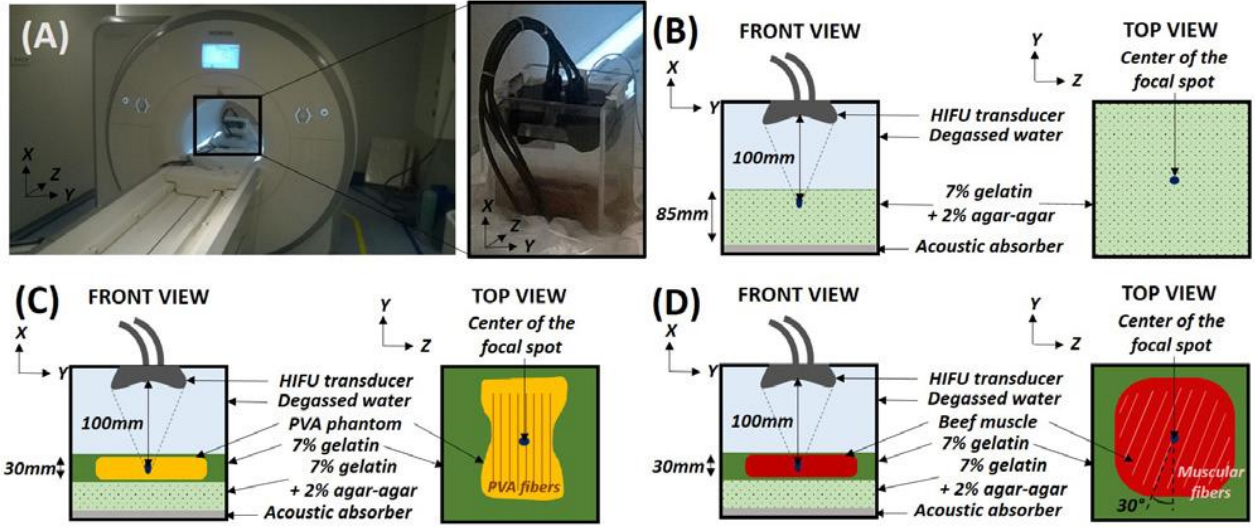 (A)
X
Z
Y
X
Z
Y
(B)
FRONT VIEW
TOP VIEW
X
Y
Y
Z
Center of the
focal spot
HIFU transducer
Degassed water
100mm
85mm
7% gelatin
+ 2% agar-agar
Acoustic absorber
(C)
FRONT VIEW
TOP VIEW
X
Y
Y
Z
Center of the
focal spot
HIFU transducer
Degassed water
100mm
PVA phantom
7% gelatin
30mm
7% gelatin
+ 2% agar-agar
Acoustic absorber
PVA fibers
(D)
FRONT VIEW
TOP VIEW
X
Y
Y
Z
Center of the
focal spot
HIFU transducer
Degassed water
100mm
Beef muscle
7% gelatin
30mm
7% gelatin
+ 2% agar-agar
Acoustic absorber
Muscular
fibers
30°